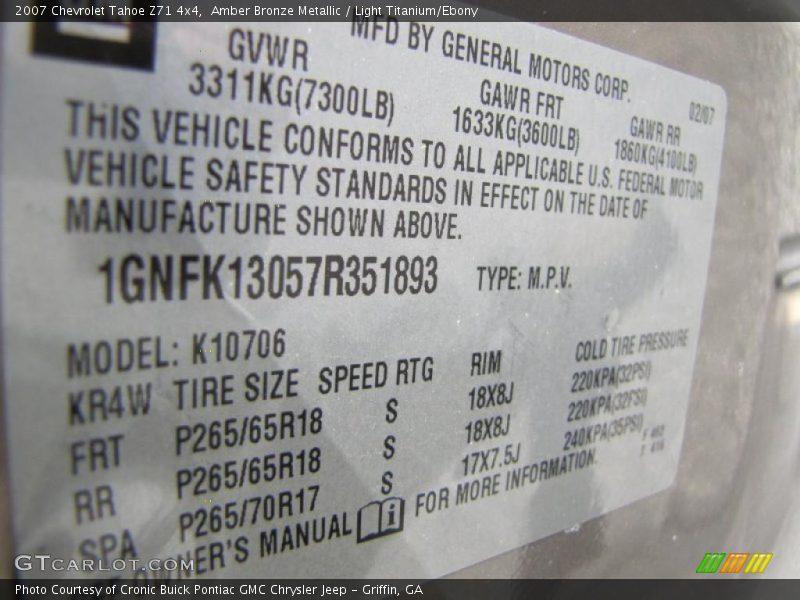 2007 Chevrolet Tahoe Z71 4x4, Amber Bronze Metallic / Light Titanium/Ebony
MFD BY GENERAL MOTORS CORP.
02/07
GVWR GAWR FRT GAWR RR
3311KG(7300LB) 1633KG(3600LB) 1860KG(4100LB)
THIS VEHICLE CONFORMS TO ALL APPLICABLE U.S. FEDERAL MOTOR
VEHICLE SAFETY STANDARDS IN EFFECT ON THE DATE OF
MANUFACTURE SHOWN ABOVE.
1GNFK13057R351893 TYPE: M.P.V.
MODEL: K10706
KR4W TIRE SIZE SPEED RTG RIM COLD TIRE PRESSURE
FRT P265/65R18 S 18X8J 220KPA(32PSI)
RR P265/65R18 S 18X8J 220KPA(32PSI)
SPA P265/70R17 S 17X7.5J 240KPA(35PSI)
OWNER'S MANUAL i FOR MORE INFORMATION.
GTCARLOT.COM
Photo Courtesy of Cronic Buick Pontiac GMC Chrysler Jeep - Griffin, GA